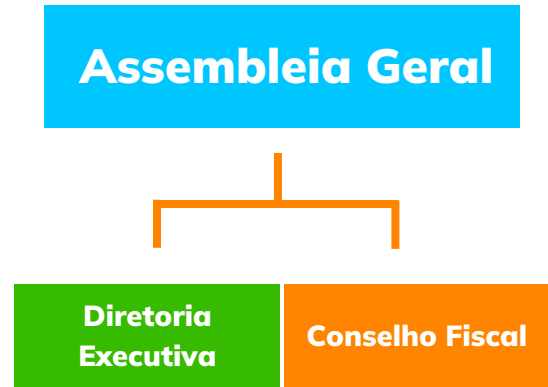 Assembleia Geral
Diretoria
Executiva
Conselho Fiscal